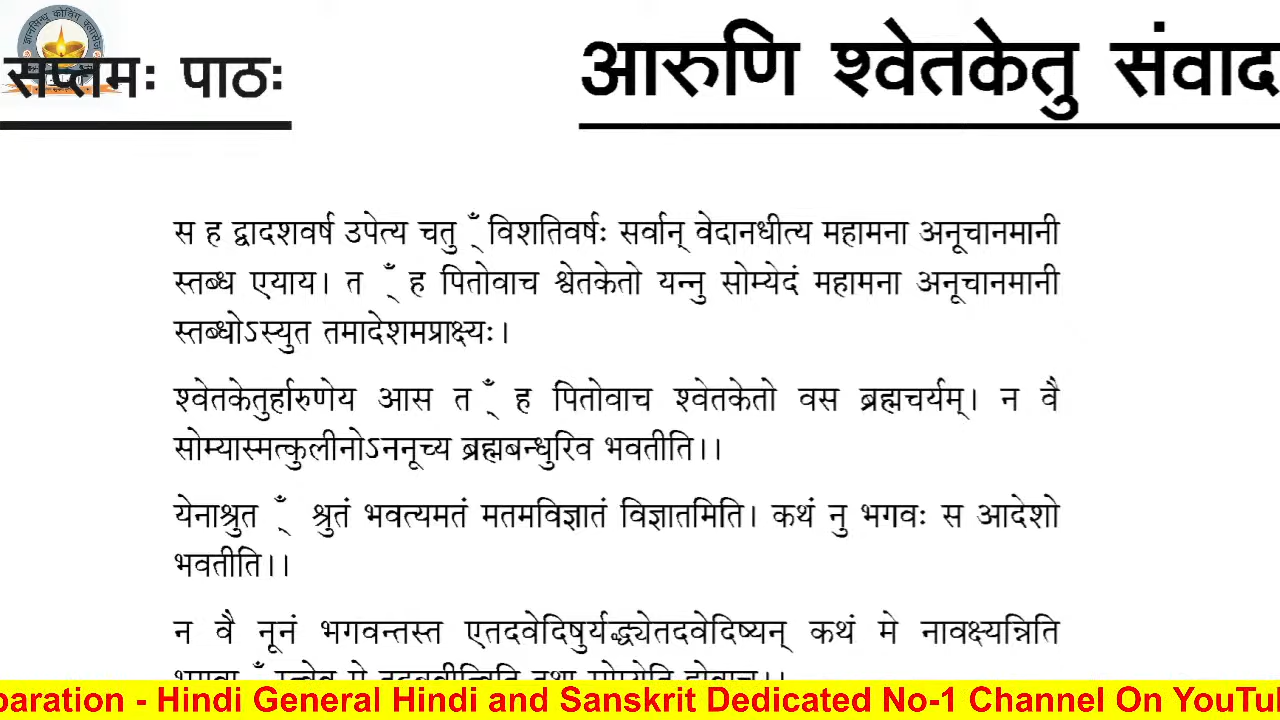 ज्ञानसिन्धु कोचिंग क्लासेज
सप्तमः पाठः
आरुणि श्वेतकेतु संवाद
स ह द्वादशवर्ष उपेत्य चतुँ्विशतिवर्षः सर्वान् वेदानधीत्य महामना अनूचानमानी
स्तब्ध एयाय। त ँ् ह पितोवाच श्वेतकेतो यन्नु सोम्येदं महामना अनूचानमानी
स्तब्धोऽस्युत तमादेशमप्राक्ष्यः।
श्वेतकेतुर्हारुणेय आस त ँ् ह पितोवाच श्वेतकेतो वस ब्रह्मचर्यम्। न वै
सोम्यास्मत्कुलीनोऽननूच्य ब्रह्मबन्धुरिव भवतीति।।
येनाश्रुत ँ् श्रुतं भवत्यमतं मतमविज्ञातं विज्ञातमिति। कथं नु भगवः स आदेशो
भवतीति।।
न वै नूनं भगवन्तस्त एतदवेदिषुर्यद्ध्येतदवेदिष्यन् कथं मे नावक्ष्यन्निति
paration - Hindi General Hindi and Sanskrit Dedicated No-1 Channel On YouTu